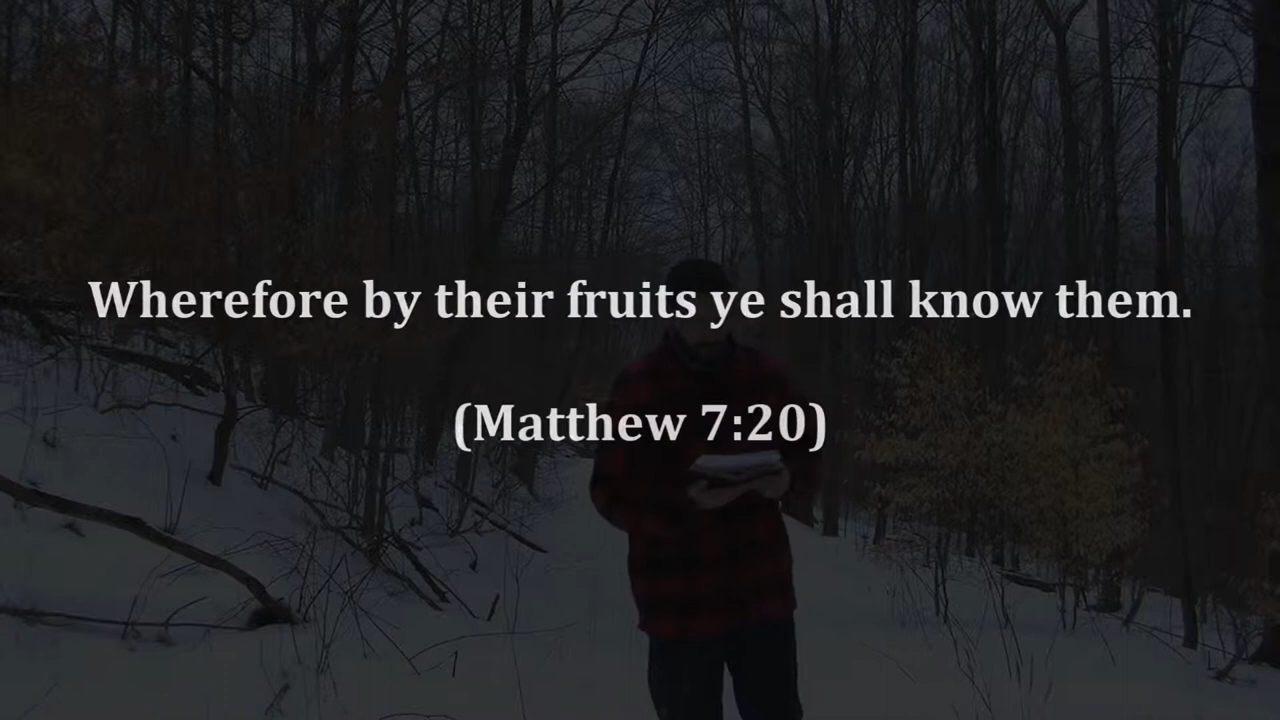 Wherefore by their fruits ye shall know them.
(Matthew 7:20)